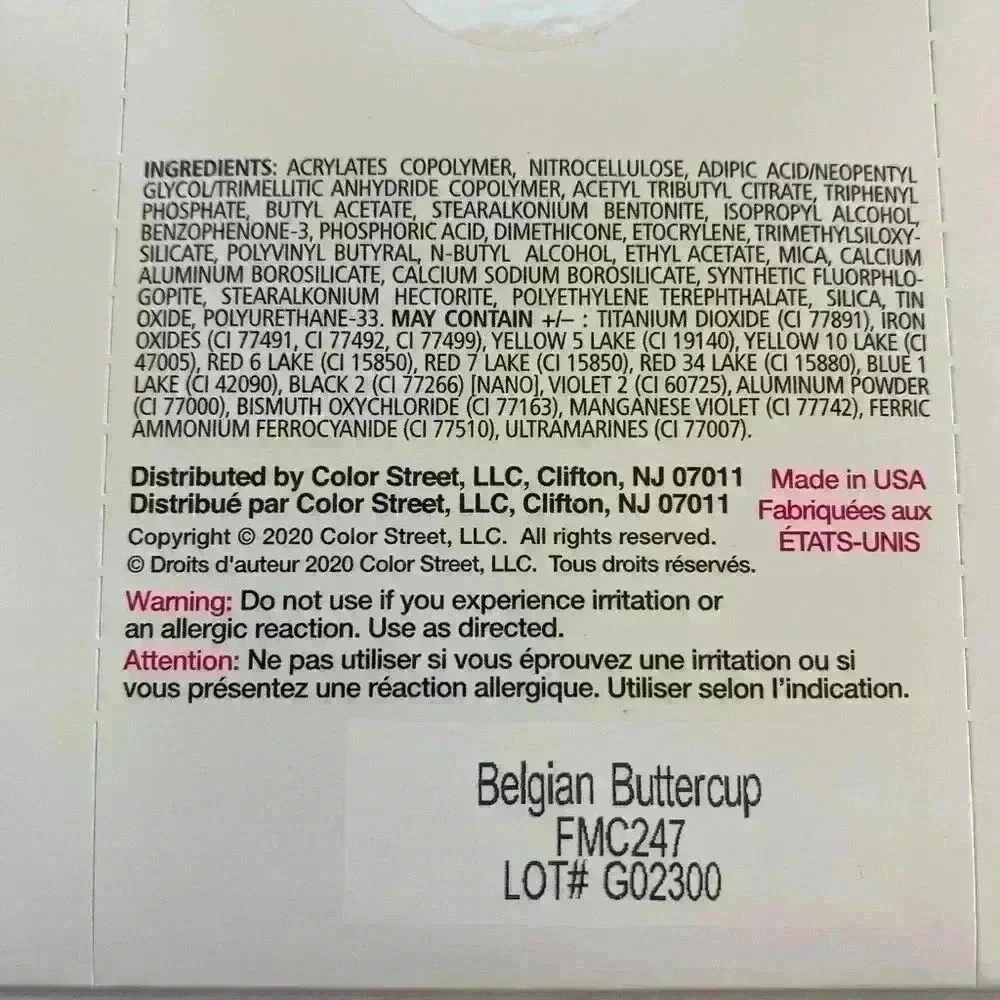 INGREDIENTS: ACRYLATES COPOLYMER, NITROCELLULOSE, ADIPIC ACID/NEOPENTYL
GLYCOL/TRIMELLITIC ANHYDRIDE COPOLYMER, ACETYL TRIBUTYL CITRATE, TRIPHENYL
PHOSPHATE, BUTYL ACETATE, STEARALKONIUM BENTONITE, ISOPROPYL ALCOHOL,
BENZOPHENONE-3, PHOSPHORIC ACID, DIMETHICONE, ETOCRYLENE, TRIMETHYLSILOXY-
SILICATE, POLYVINYL BUTYRAL, N-BUTYL ALCOHOL, ETHYL ACETATE, MICA, CALCIUM
ALUMINUM BOROSILICATE, CALCIUM SODIUM BOROSILICATE, SYNTHETIC FLUORPHLO-
GOPITE, STEARALKONIUM HECTORITE, POLYETHYLENE TEREPHTHALATE, SILICA, TIN
OXIDE, POLYURETHANE-33. MAY CONTAIN +/– : TITANIUM DIOXIDE (CI 77891), IRON
OXIDES (CI 77491, CI 77492, CI 77499), YELLOW 5 LAKE (CI 19140), YELLOW 10 LAKE (CI
47005), RED 6 LAKE (CI 15850), RED 7 LAKE (CI 15850), RED 34 LAKE (CI 15880), BLUE 1
LAKE (CI 42090), BLACK 2 (CI 77266) [NANO], VIOLET 2 (CI 60725), ALUMINUM POWDER
(CI 77000), BISMUTH OXYCHLORIDE (CI 77163), MANGANESE VIOLET (CI 77742), FERRIC
AMMONIUM FERROCYANIDE (CI 77510), ULTRAMARINES (CI 77007).
Distributed by Color Street, LLC, Clifton, NJ 07011
Distribué par Color Street, LLC, Clifton, NJ 07011
Made in USA
Fabriquées aux
ÉTATS-UNIS
Copyright © 2020 Color Street, LLC. All rights reserved.
© Droits d'auteur 2020 Color Street, LLC. Tous droits réservés.
Warning: Do not use if you experience irritation or
an allergic reaction. Use as directed.
Attention: Ne pas utiliser si vous éprouvez une irritation ou si
vous présentez une réaction allergique. Utiliser selon l'indication.
Belgian Buttercup
FMC247
LOT# G02300